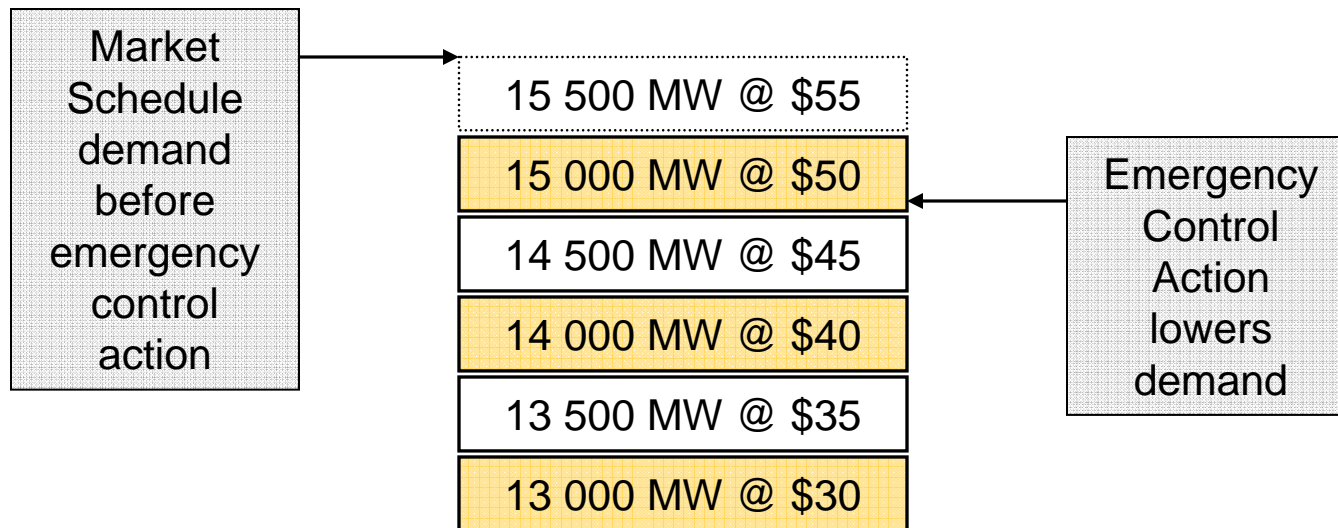 Market
Schedule
demand
before
emergency
control
action
15 500 MW @ $55
15 000 MW @ $50
14 500 MW @ $45
14 000 MW @ $40
13 500 MW @ $35
13 000 MW @ $30
Emergency
Control
Action
lowers
demand